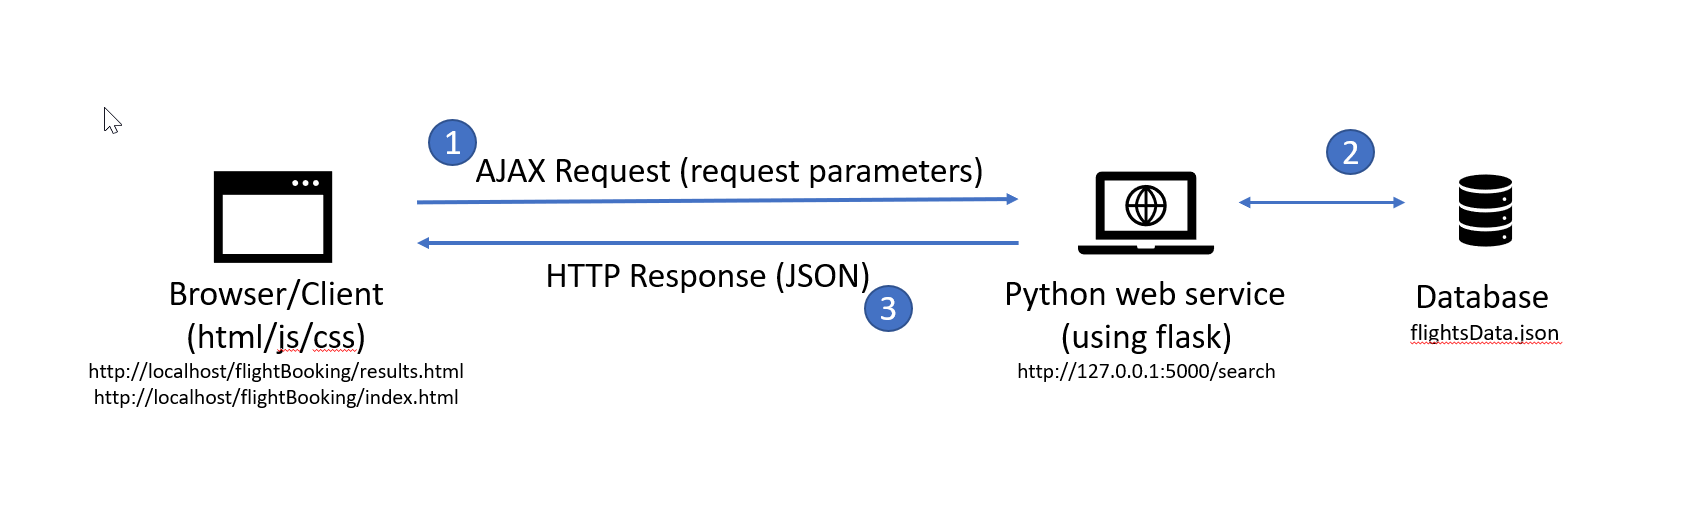 1
AJAX Request (request parameters)
2
HTTP Response (JSON)
3
Browser/Client
(html/js/css)
http://localhost/flightBooking/results.html
http://localhost/flightBooking/index.html
Python web service
(using flask)
http://127.0.0.1:5000/search
Database
flightsData.json